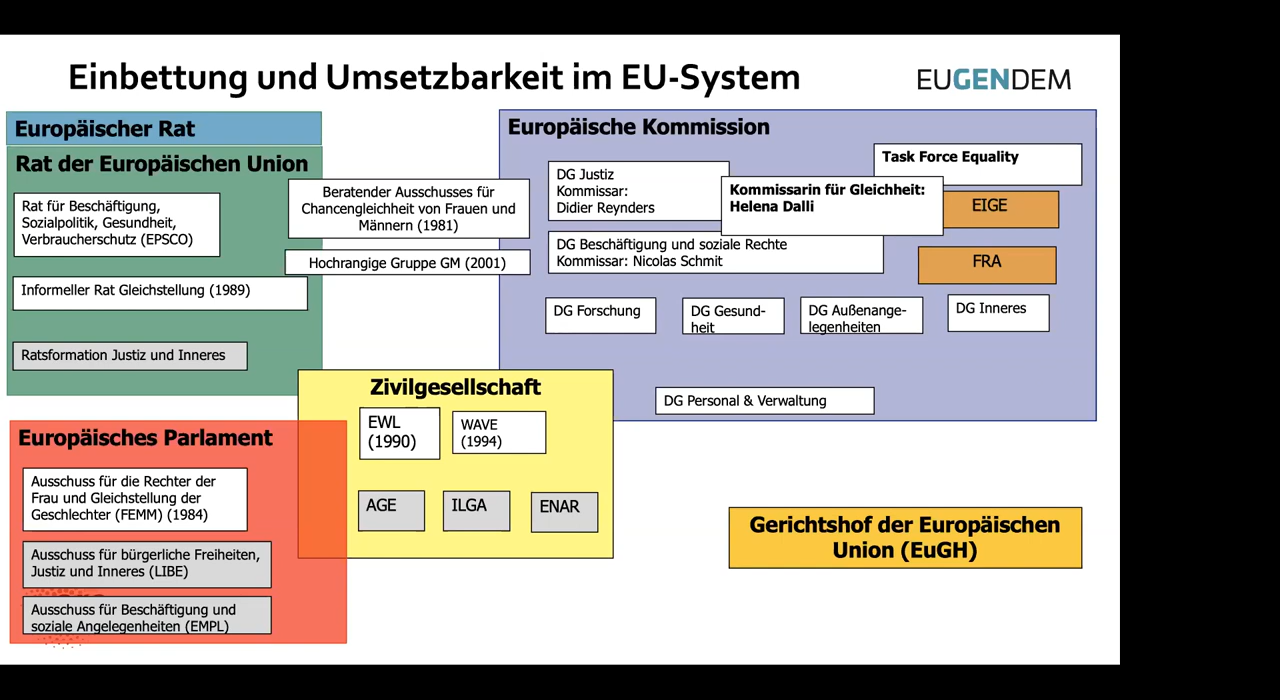 Einbettung und Umsetzbarkeit im EU-System
EUGENDEM
Europäischer Rat
Rat der Europäischen Union
Rat für Beschäftigung,
Sozialpolitik, Gesundheit,
Verbraucherschutz (EPSCO)
Informeller Rat Gleichstellung (1989)
Ratsformation Justiz und Inneres
Beratender Ausschusses für
Chancengleichheit von Frauen und
Männern (1981)
Hochrangige Gruppe GM (2001)
Europäische Kommission
DG Justiz
Kommissar:
Didier Reynders
Task Force Equality
Kommissarin für Gleichheit:
Helena Dalli
EIGE
DG Beschäftigung und soziale Rechte
Kommissar: Nicolas Schmit
FRA
DG Forschung
DG Gesund-
heit
DG Außenange-
legenheiten
DG Inneres
DG Personal & Verwaltung
Zivilgesellschaft
EWL
(1990)
WAVE
(1994)
AGE
ILGA
ENAR
Europäisches Parlament
Ausschuss für die Rechter der
Frau und Gleichstellung der
Geschlechter (FEMM) (1984)
Ausschuss für bürgerliche Freiheiten,
Justiz und Inneres (LIBE)
Ausschuss für Beschäftigung und
soziale Angelegenheiten (EMPL)
Gerichtshof der Europäischen
Union (EuGH)